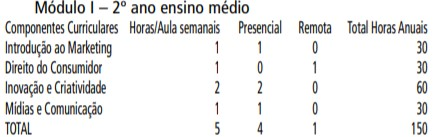 Módulo I – 2º ano ensino médio
Componentes Curriculares Horas/Aula semanais Presencial Remota Total Horas Anuais
Introdução ao Marketing 1 1 0 30
Direito do Consumidor 1 0 1 30
Inovação e Criatividade 2 2 0 60
Mídias e Comunicação 1 1 0 30
TOTAL 5 4 1 150